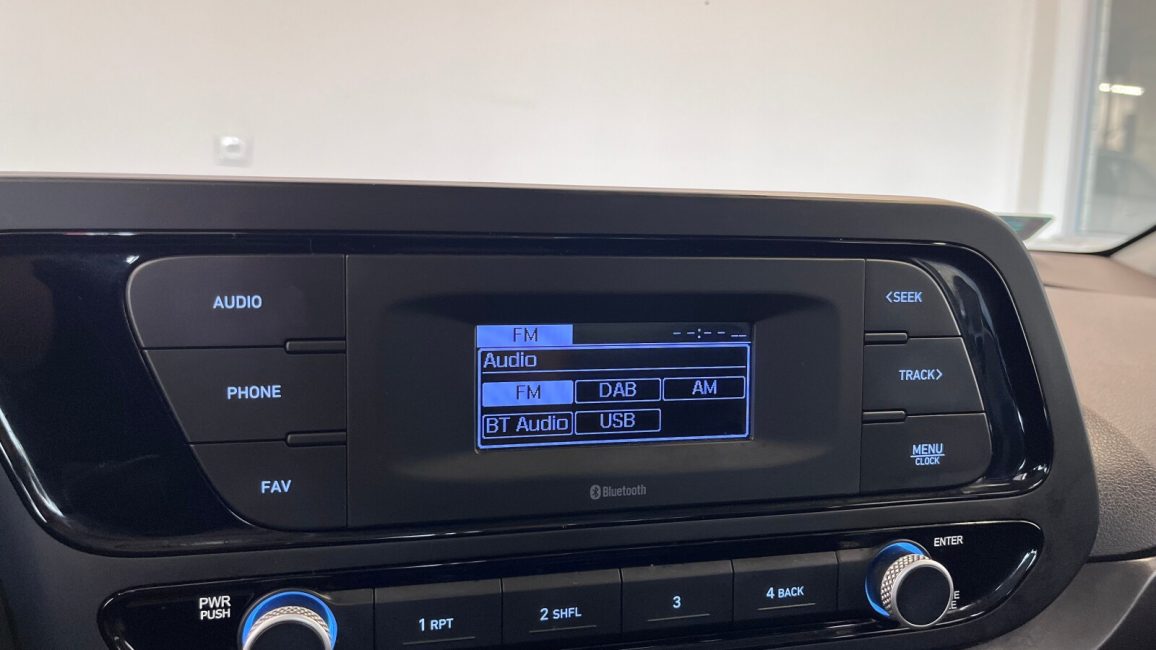 AUDIO
PHONE
FAV
FM --:-- __
Audio
FM DAB AM
BT Audio USB
Bluetooth
<SEEK
TRACK>
MENU
CLOCK
PWR
PUSH
1 RPT
2 SHFL
3
4 BACK
ENTER